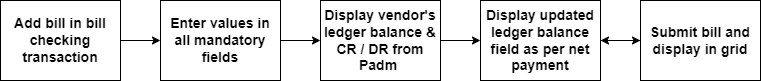 Add bill in bill
checking
transaction
Enter values in
all mandatory
fields
Display vendor's
ledger balance &
CR / DR from
Padm
Display updated
ledger balance
field as per net
payment
Submit bill and
display in grid